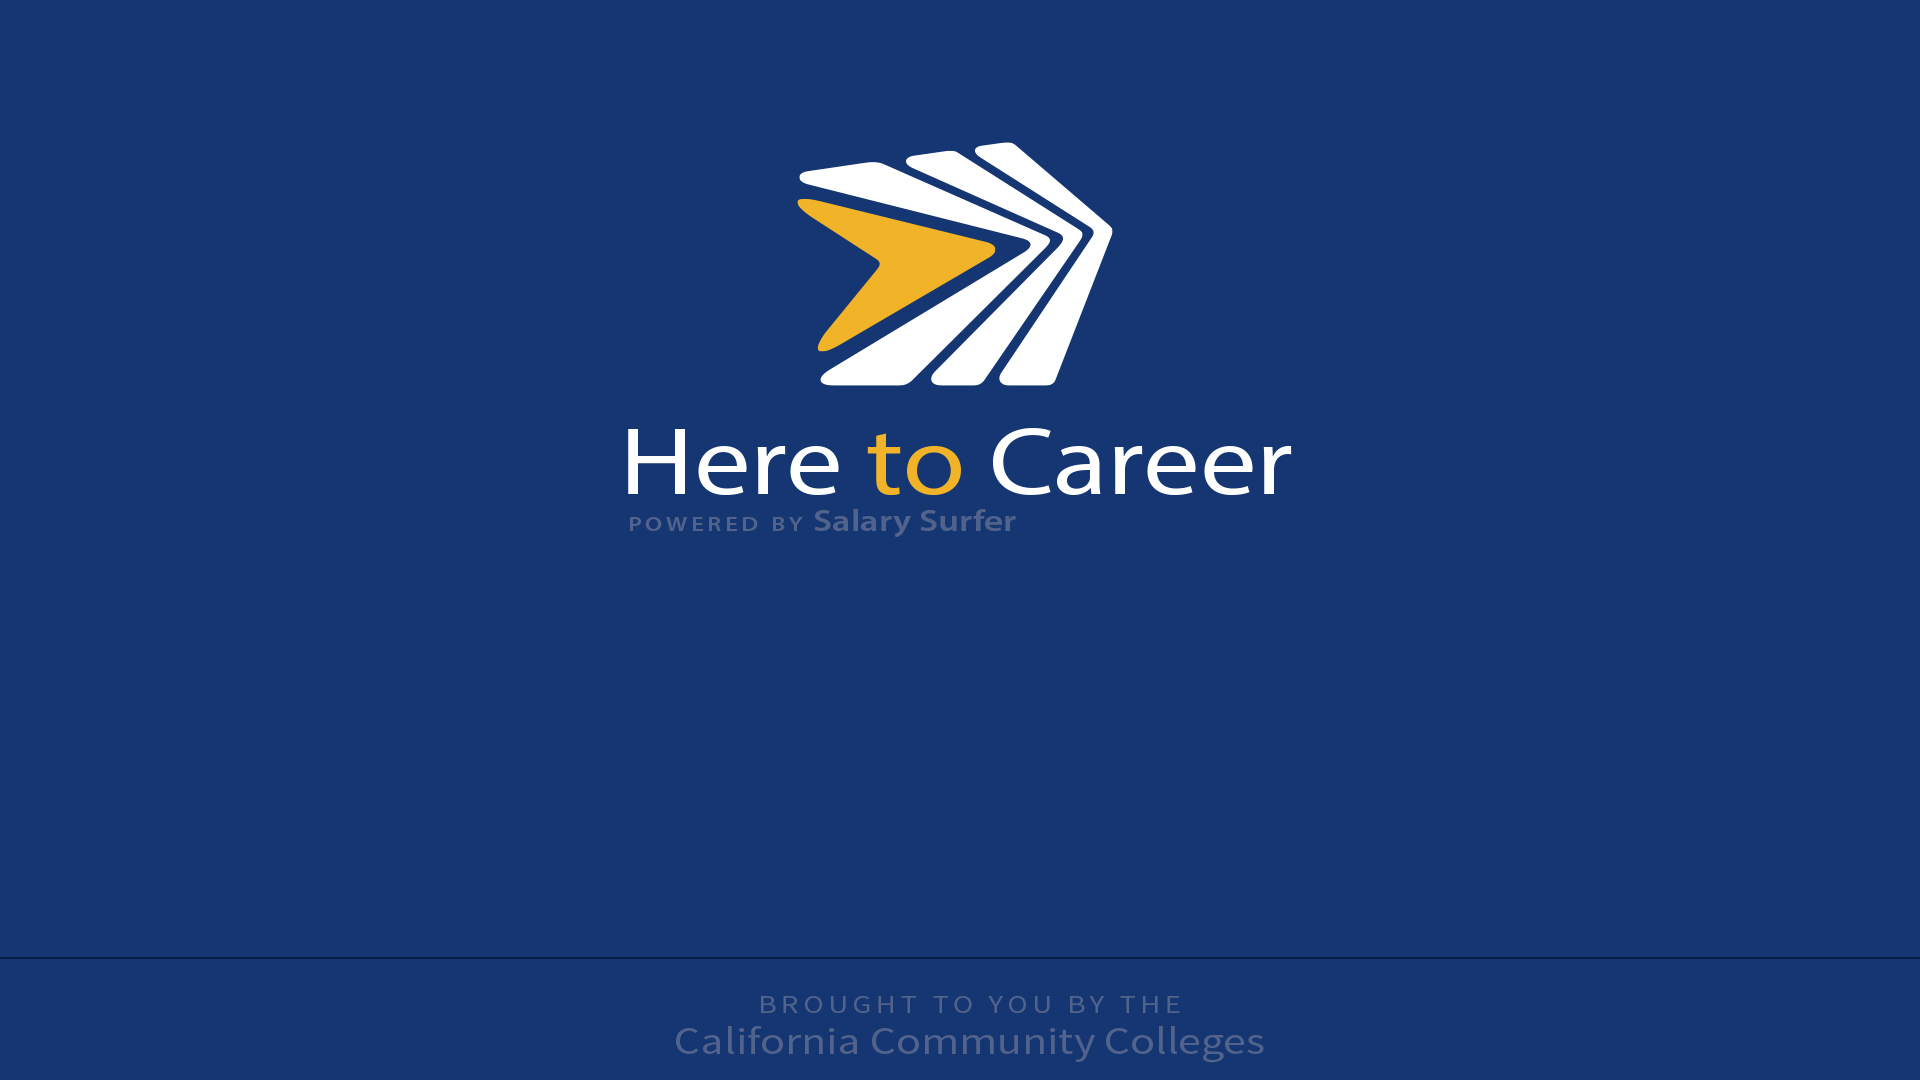 Here to Career
POWERED BY Salary Surfer
BROUGHT TO YOU BY THE
California Community Colleges